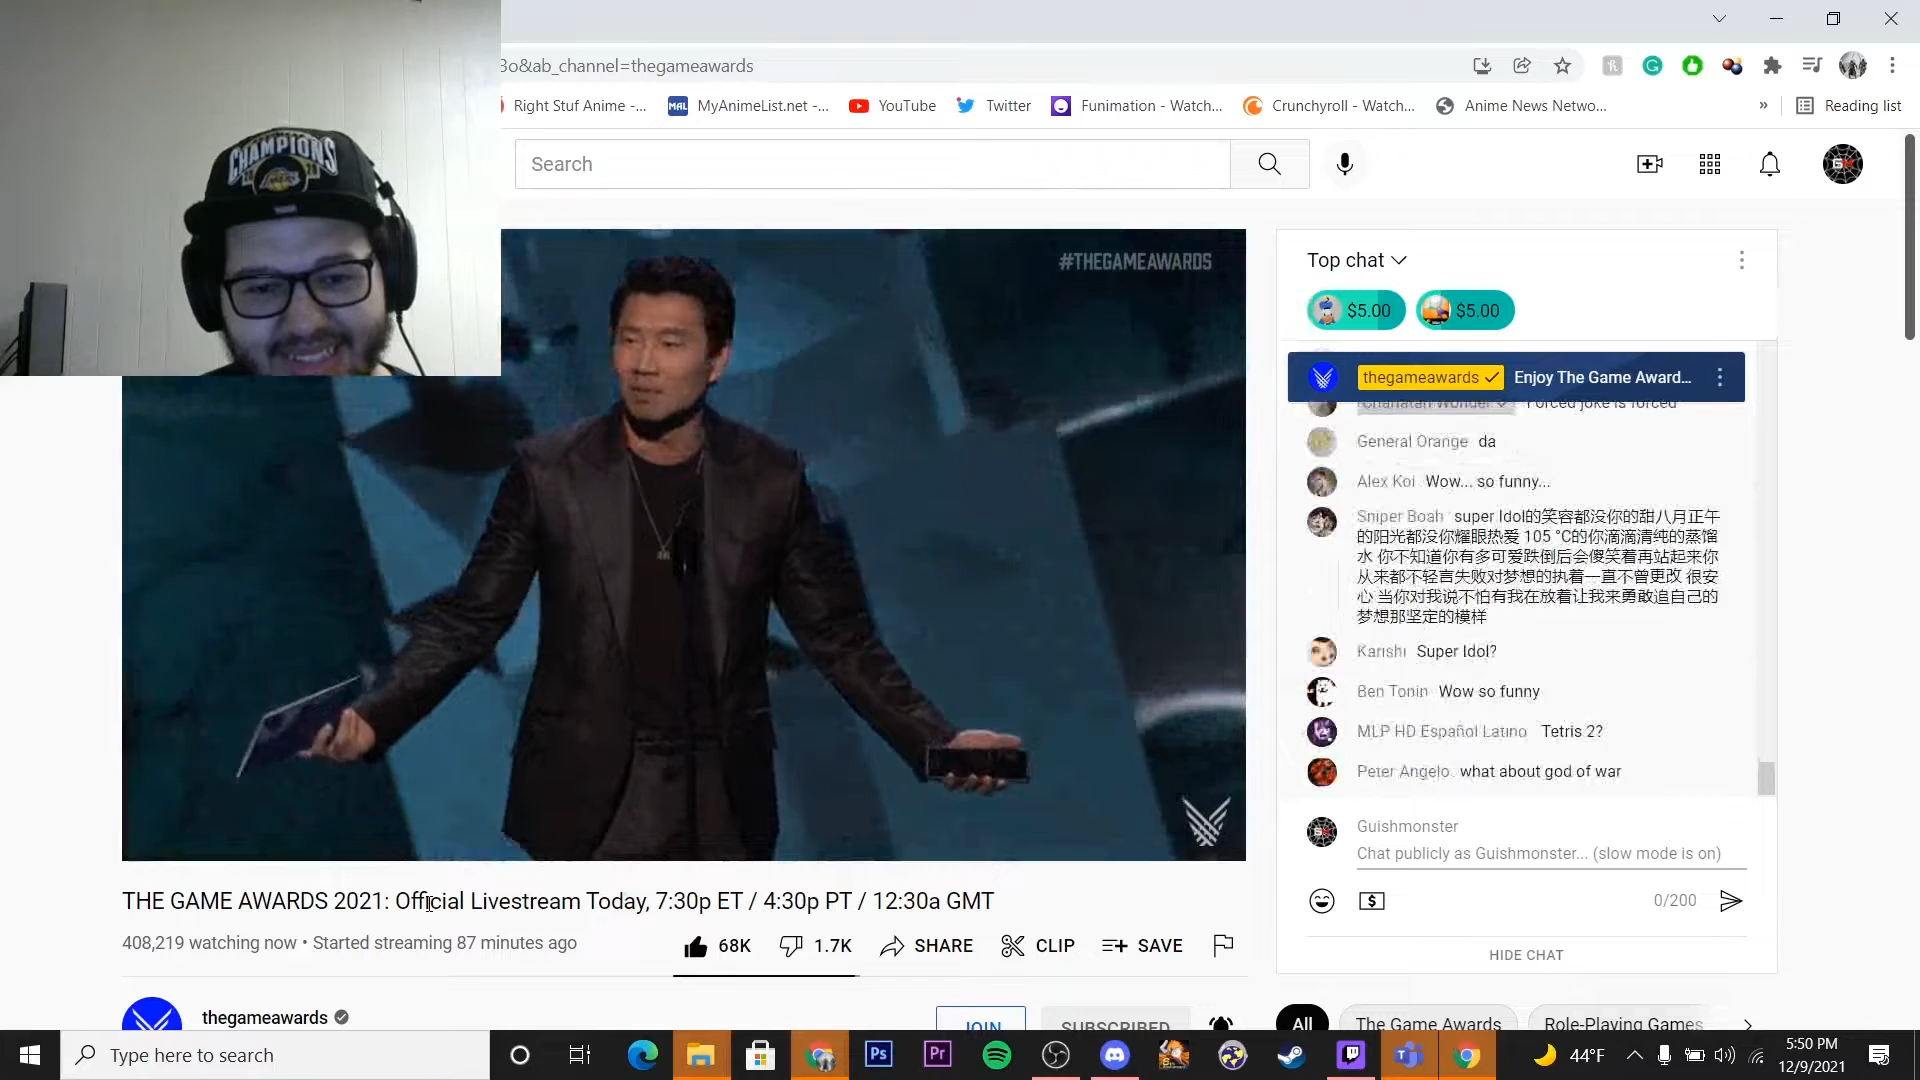 3o&ab_channel=thegameawards
Right Stuf Anime -...
MAL
MyAnimeList.net -...
YouTube
Twitter
Funimation - Watch...
Crunchyroll - Watch...
Anime News Netwo...
»
Reading list
CHAMPIONS
Search
#THEGAMEAWARDS
Top chat
$5.00
$5.00
thegameawards
Enjoy The Game Award...
Forced joke is forced
General Orange da
Alex Koi Wow... so funny...
Sniper Boah super Idol的笑容都没你的甜八月正午
的阳光都没你耀眼热爱 105 °C的你滴滴清纯的蒸馏
水 你不知道你有多可爱跌倒后会傻笑着再站起来你
从来都不轻言失败对梦想的执着一直不曾更改 很安
心 当你对我说不怕有我在放着让我来勇敢追自己的
梦想那坚定的模样
Karishi Super Idol?
Ben Tonin Wow so funny
MLP HD Español Latino Tetris 2?
Peter Angelo. what about god of war
Guishmonster
Chat publicly as Guishmonster... (slow mode is on)
0/200
HIDE CHAT
THE GAME AWARDS 2021: Official Livestream Today, 7:30p ET / 4:30p PT / 12:30a GMT
408,219 watching now • Started streaming 87 minutes ago
68K
1.7K
SHARE
CLIP
SAVE
thegameawards
JOIN
SUBSCRIBED
All
The Game Awards
Role-Playing Games
Type here to search
Ps
Pr
44°F
5:50 PM
12/9/2021